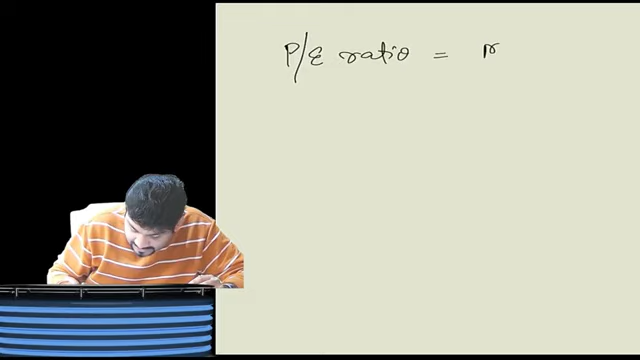 P/E ratio =